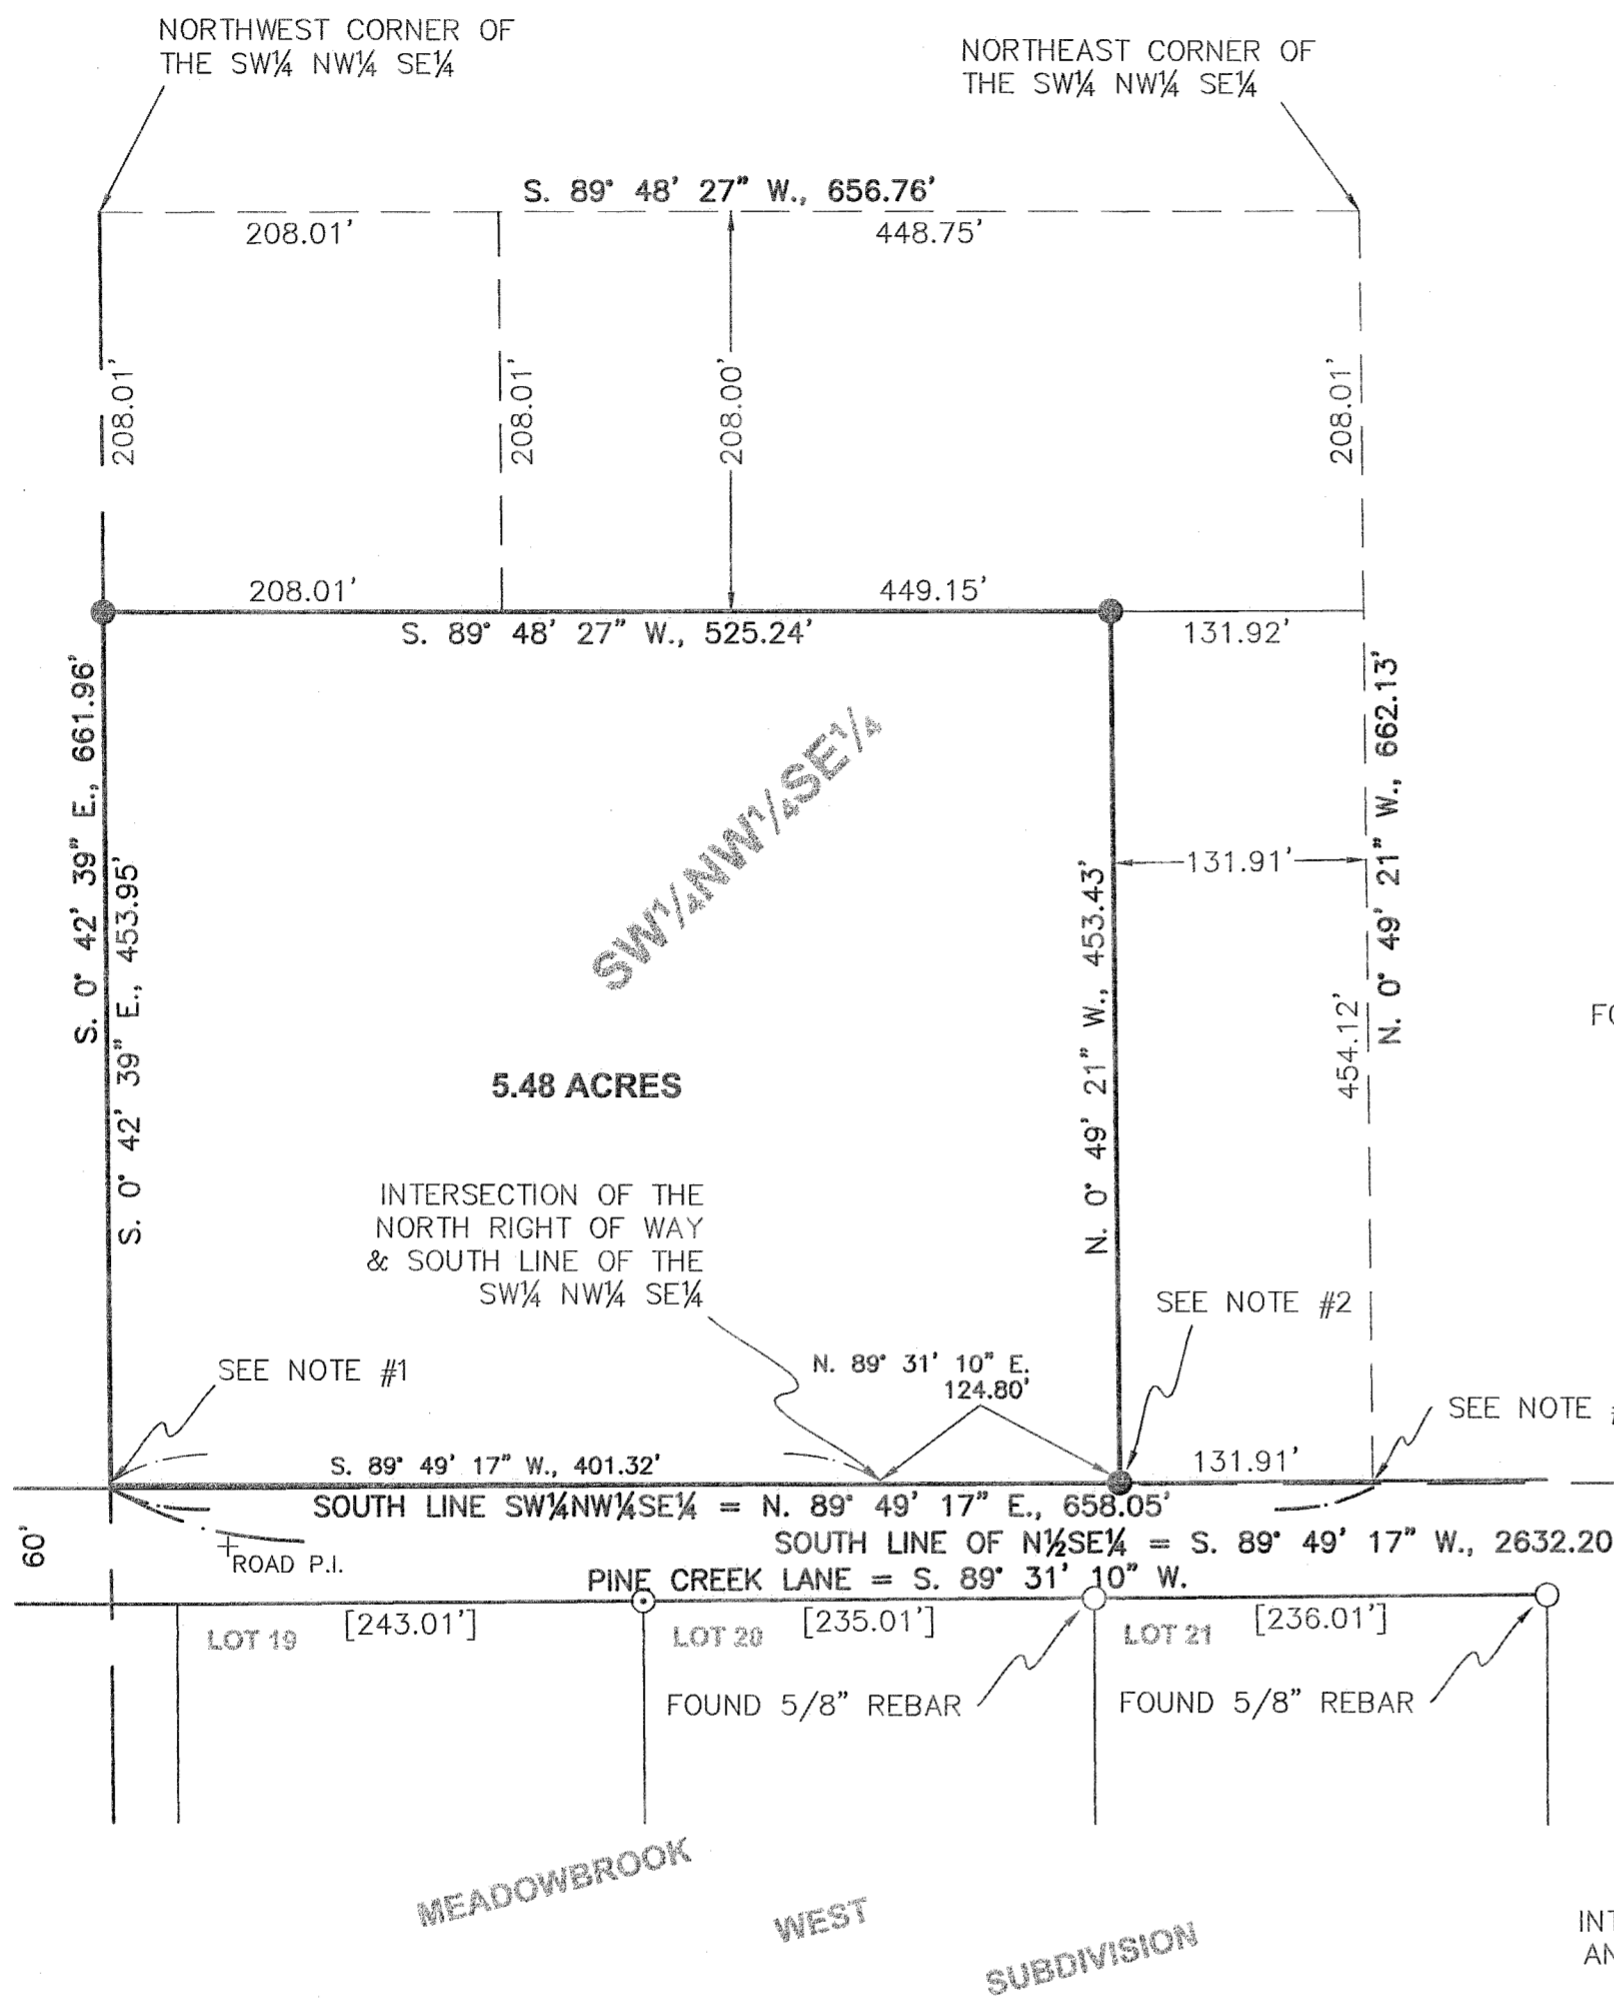 NORTHWEST CORNER OF
THE SW¼ NW¼ SE¼
NORTHEAST CORNER OF
THE SW¼ NW¼ SE¼
S. 89° 48' 27" W., 656.76'
208.01'
448.75'
208.01'
208.01'
208.00'
208.01'
208.01'
449.15'
S. 89° 48' 27" W., 525.24'
131.92'
S. 0° 42' 39" E., 661.96'
S. 0° 42' 39" E., 453.95'
SW¼NW¼SE¼
N. 0° 49' 21" W., 453.43'
131.91'
N. 0° 49' 21" W., 662.13'
454.12'
FO
5.48 ACRES
INTERSECTION OF THE
NORTH RIGHT OF WAY
& SOUTH LINE OF THE
SW¼ NW¼ SE¼
SEE NOTE #2
N. 89° 31' 10" E.
124.80'
SEE NOTE #1
SEE NOTE #
S. 89° 49' 17" W., 401.32'
131.91'
SOUTH LINE SW¼NW¼SE¼ = N. 89° 49' 17" E., 658.05'
SOUTH LINE OF N½SE¼ = S. 89° 49' 17" W., 2632.20
60'
ROAD P.I.
PINE CREEK LANE = S. 89° 31' 10" W.
LOT 19
[243.01']
LOT 20
[235.01']
LOT 21
[236.01']
FOUND 5/8" REBAR
FOUND 5/8" REBAR
MEADOWBROOK
WEST
SUBDIVISION
INT
AN